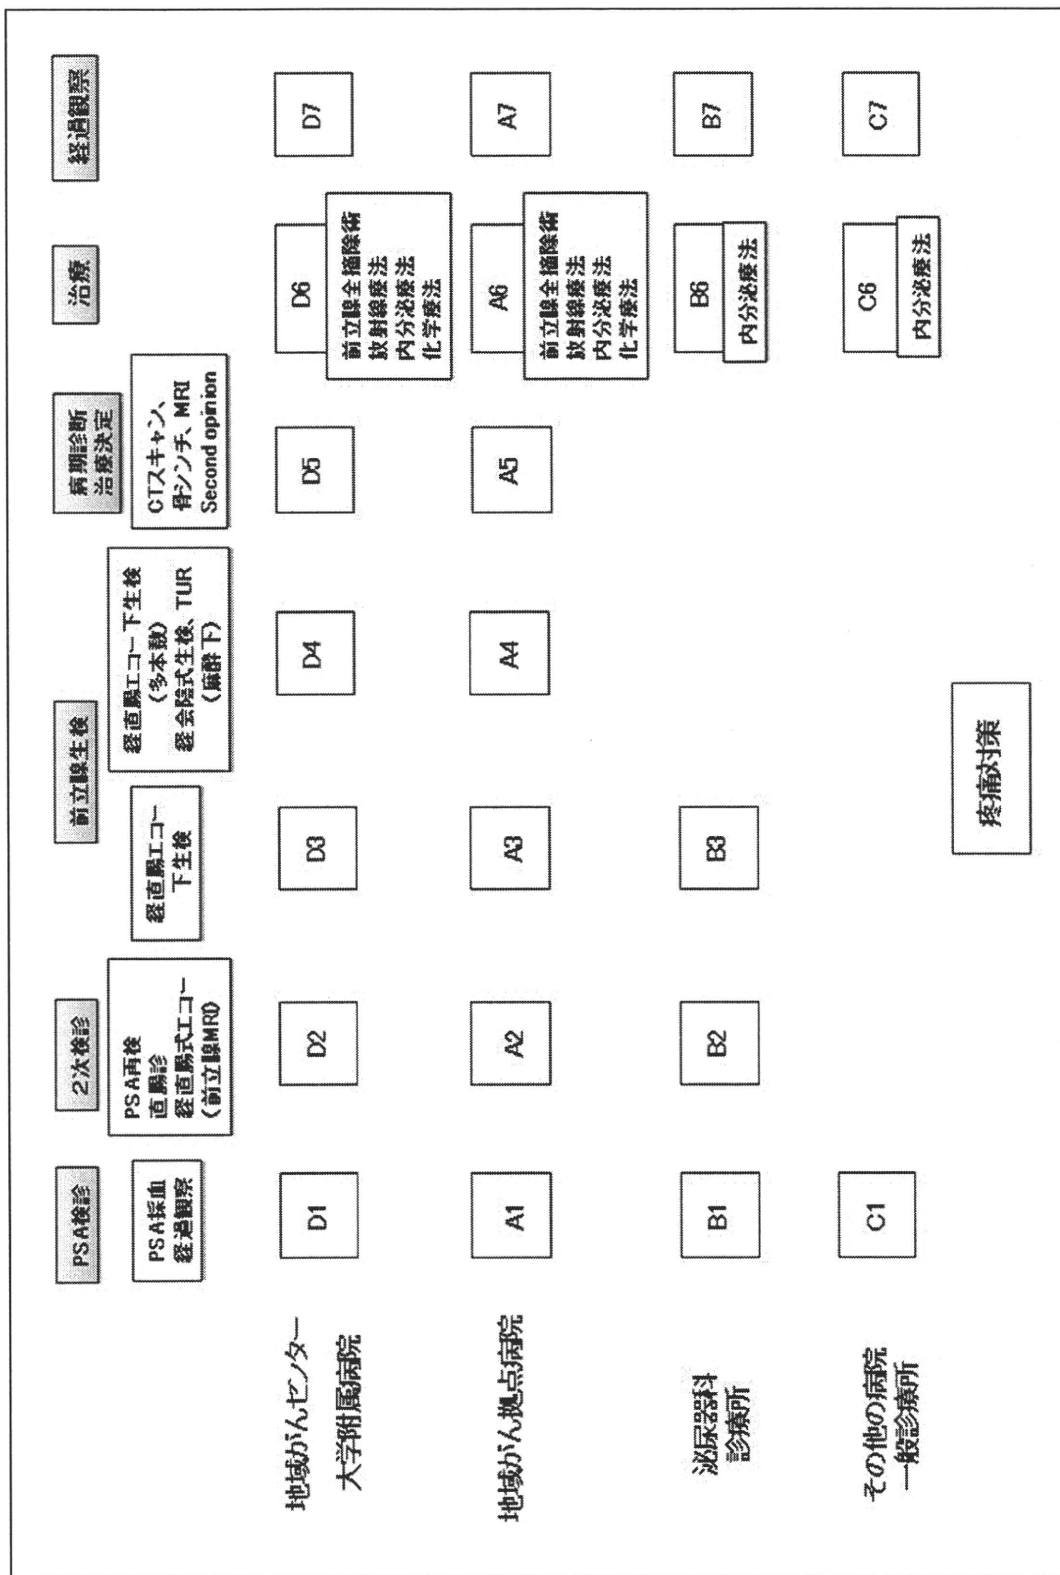 PSA検診
2次検診
前立腺生検
病期診断
治療決定
治療
経過観察
PSA採血
経過観察
PSA再検
直腸診
経直腸式エコー
(前立腺MRI)
経直腸エコー
下生検
経直腸エコー下生検
(多本数)
経会陰式生検、TUR
(麻酔下)
CTスキャン、
骨シンチ、MRI
Second opinion
地域がんセンター
大学附属病院
D1
D2
D3
D4
D5
D6
前立腺全摘除術
放射線療法
内分泌療法
化学療法
D7
地域がん拠点病院
A1
A2
A3
A4
A5
A6
前立腺全摘除術
放射線療法
内分泌療法
化学療法
A7
泌尿器科
診療所
B1
B2
B3
B6
内分泌療法
B7
その他の病院
一般診療所
C1
C6
内分泌療法
C7
疼痛対策